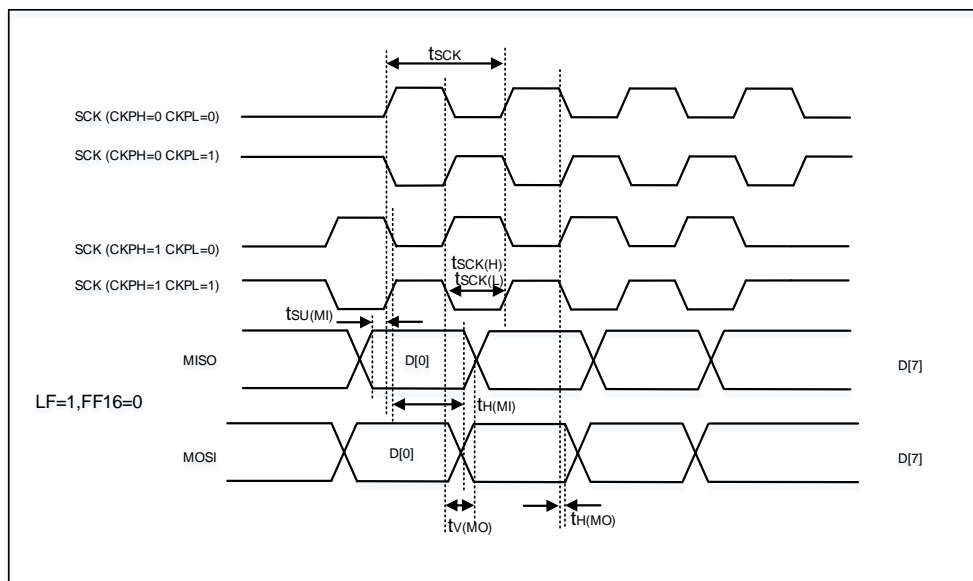 tSCK
SCK (CKPH=0 CKPL=0)
SCK (CKPH=0 CKPL=1)
SCK (CKPH=1 CKPL=0)
tSCK(H)
tSCK(L)
SCK (CKPH=1 CKPL=1)
tSU(MI)
MISO
D[0]
D[7]
LF=1,FF16=0
tH(MI)
MOSI
D[0]
D[7]
tV(MO)
tH(MO)